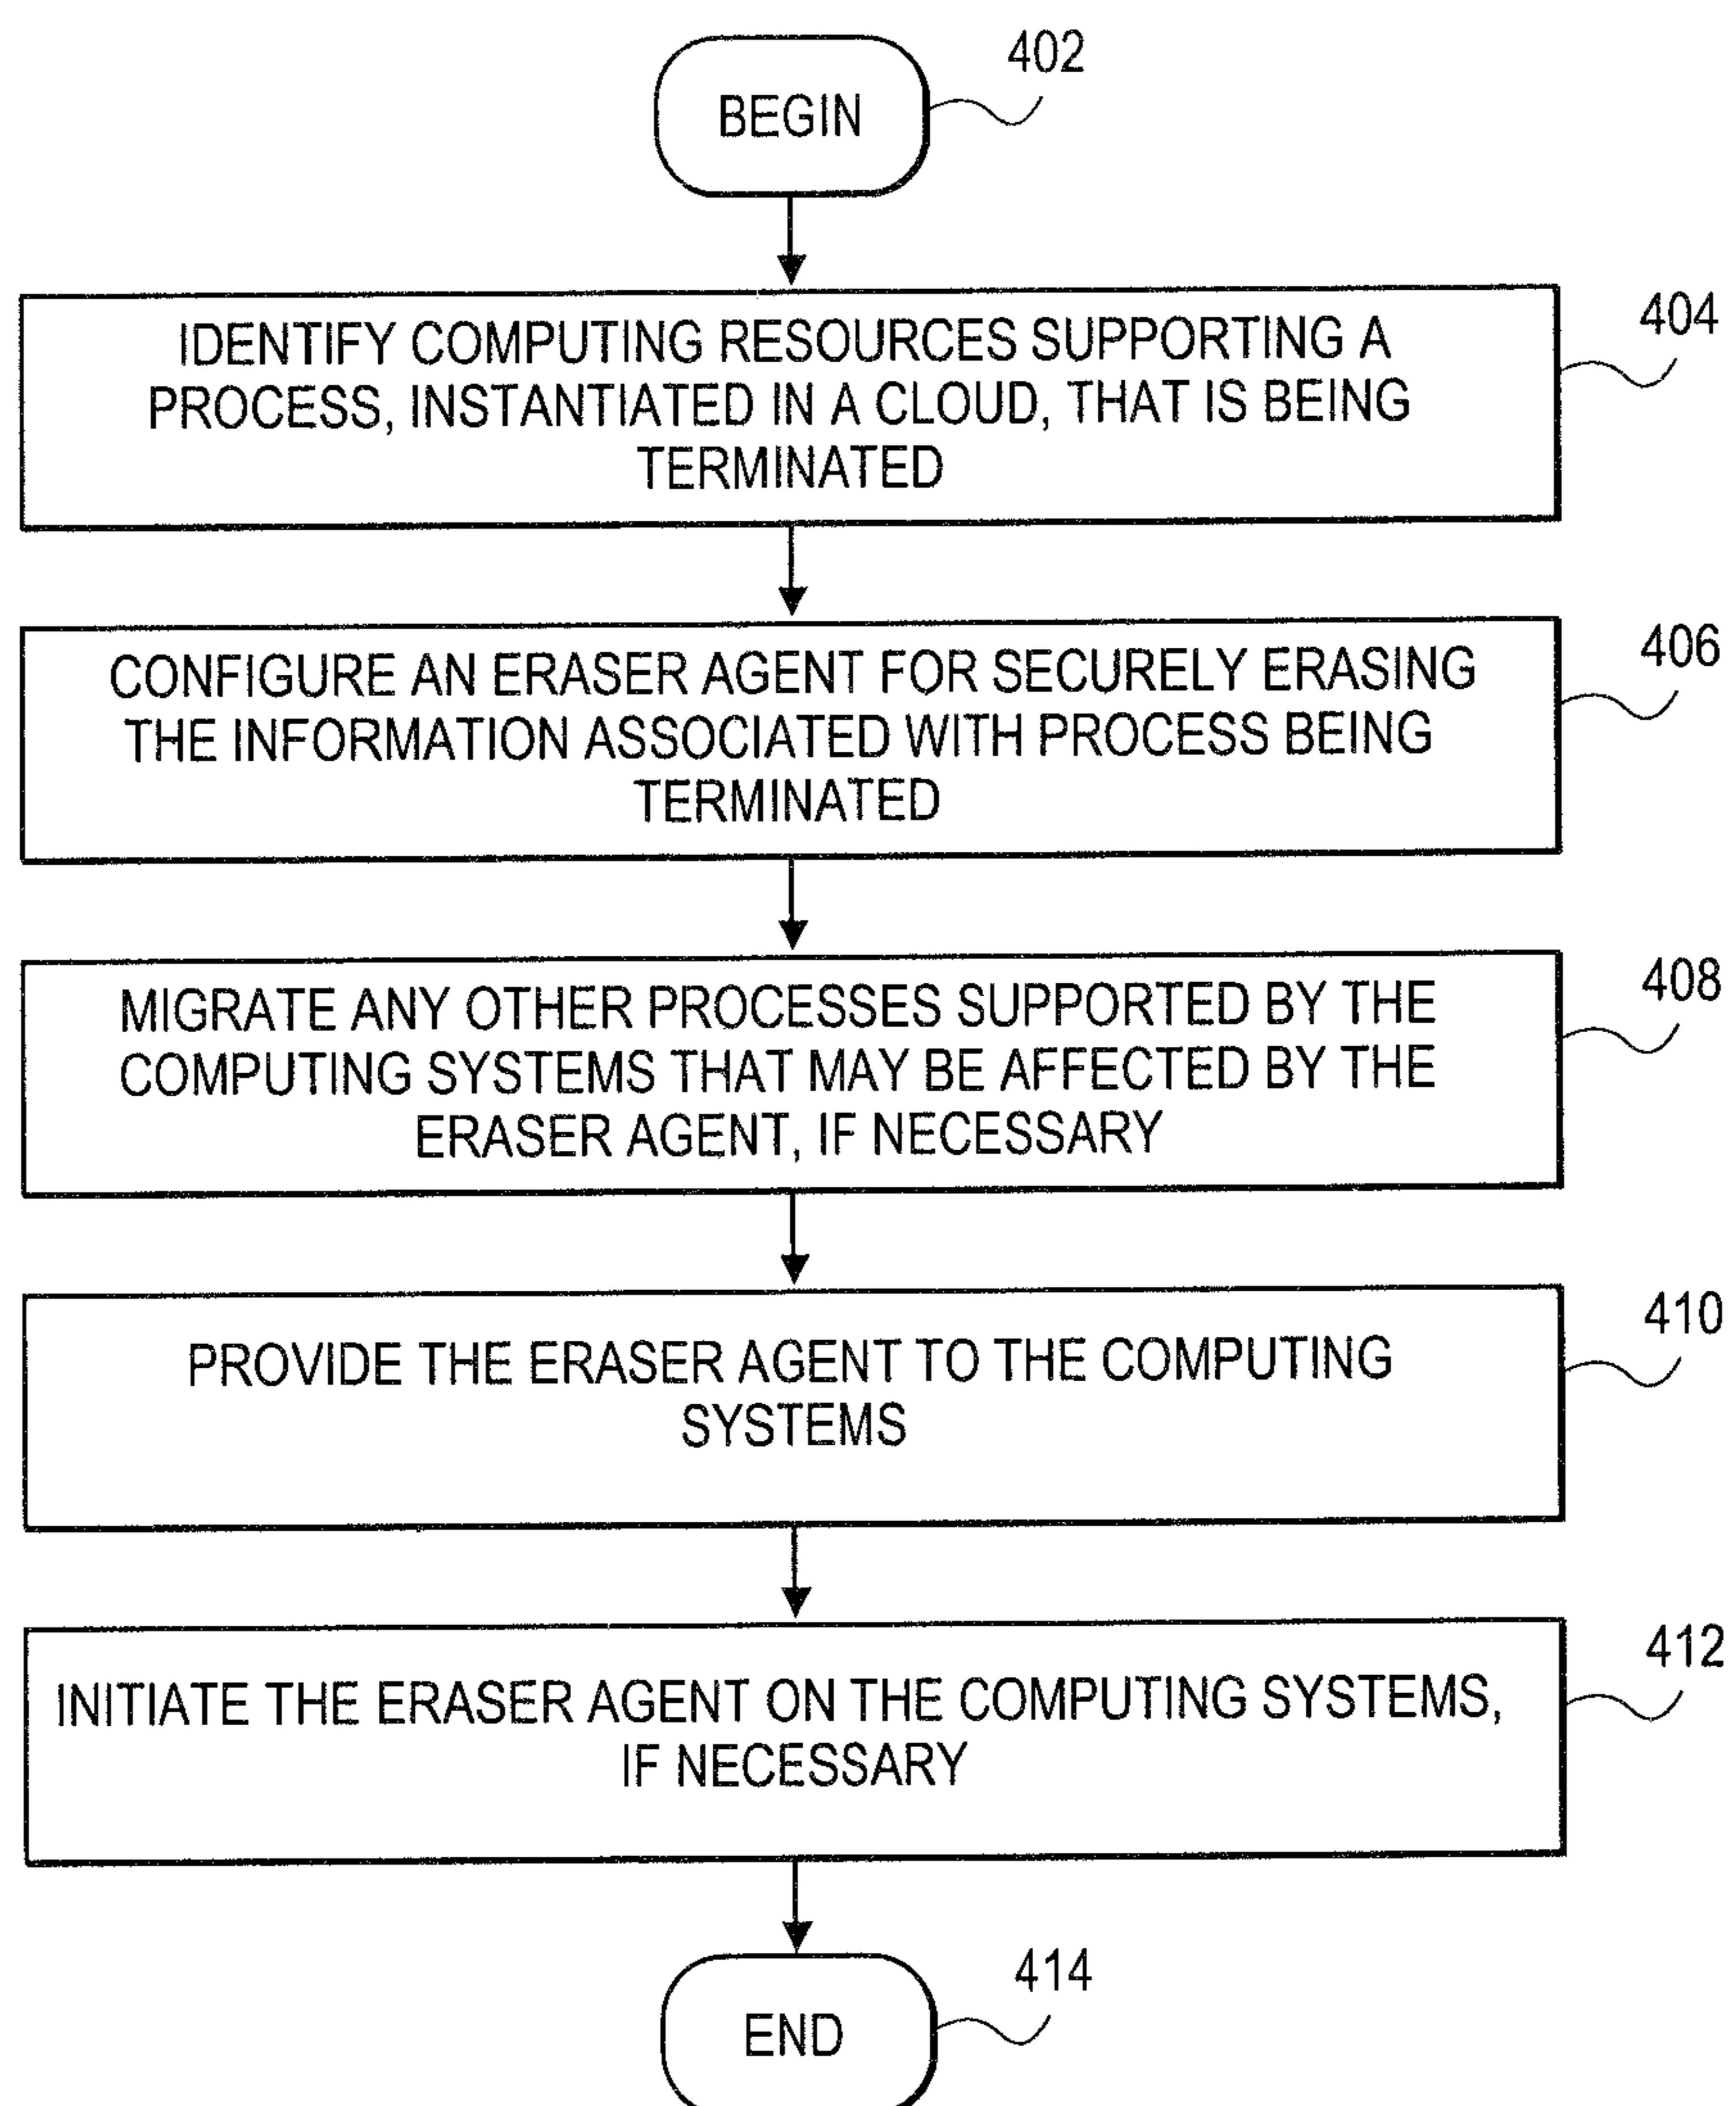 402
BEGIN
404
IDENTIFY COMPUTING RESOURCES SUPPORTING A
PROCESS, INSTANTIATED IN A CLOUD, THAT IS BEING
TERMINATED
406
CONFIGURE AN ERASER AGENT FOR SECURELY ERASING
THE INFORMATION ASSOCIATED WITH PROCESS BEING
TERMINATED
408
MIGRATE ANY OTHER PROCESSES SUPPORTED BY THE
COMPUTING SYSTEMS THAT MAY BE AFFECTED BY THE
ERASER AGENT, IF NECESSARY
410
PROVIDE THE ERASER AGENT TO THE COMPUTING
SYSTEMS
412
INITIATE THE ERASER AGENT ON THE COMPUTING SYSTEMS,
IF NECESSARY
414
END